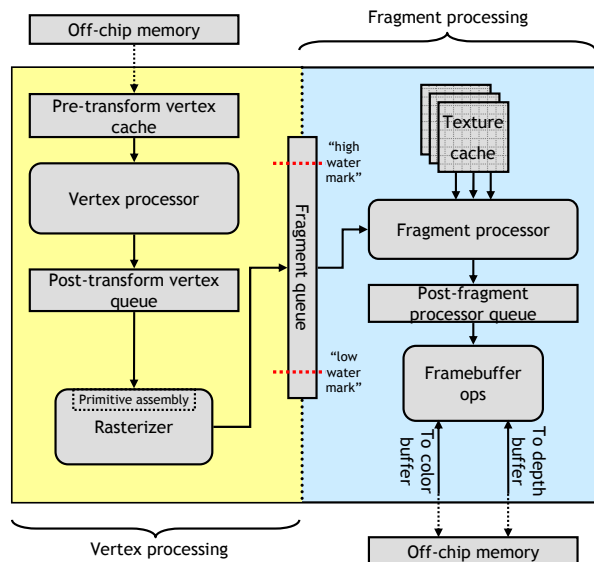 Fragment processing
Off-chip memory
Pre-transform vertex
cache
Vertex processor
Post-transform vertex
queue
Primitive assembly
Rasterizer
Vertex processing
Fragment queue
“high
water
mark”
“low
water
mark”
Texture
cache
Fragment processor
Post-fragment
processor queue
Framebuffer
ops
To color
buffer
To depth
buffer
Off-chip memory